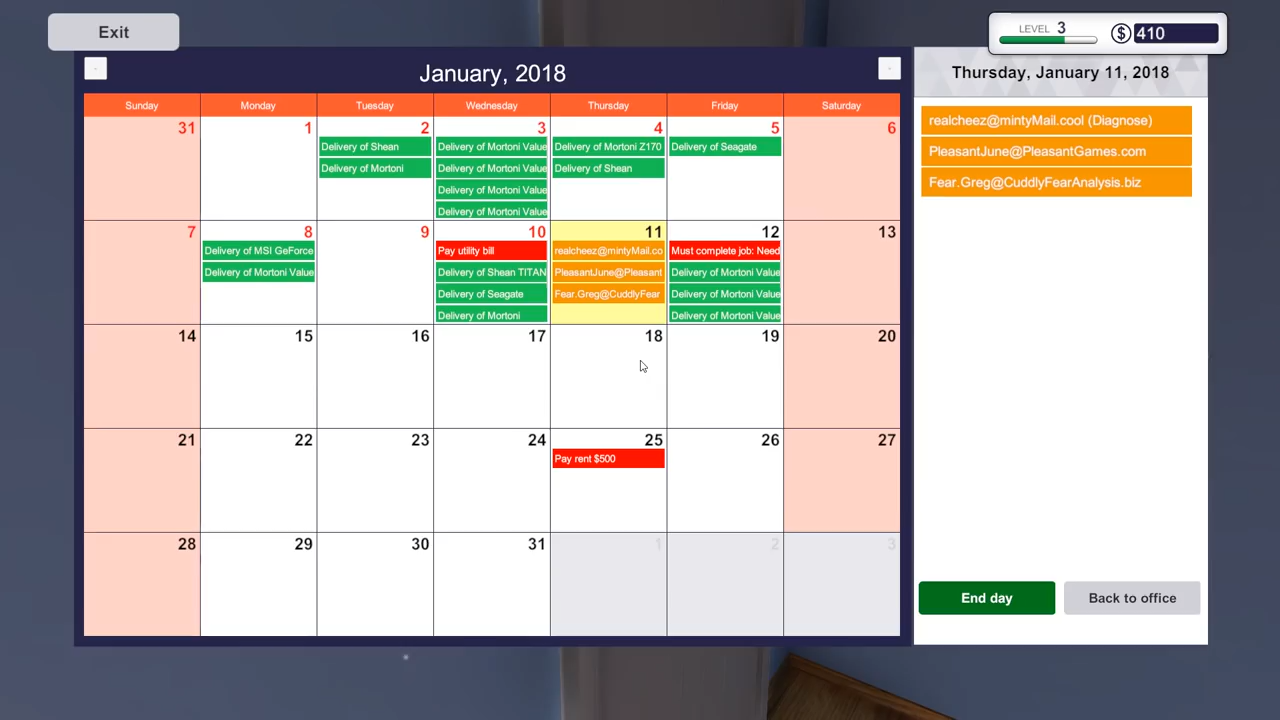 Exit
LEVEL 3
$ 410
January, 2018
Thursday, January 11, 2018
Sunday Monday Tuesday Wednesday Thursday Friday Saturday
31 1 2 3 4 5 6
Delivery of Shean
Delivery of Mortoni
Delivery of Mortoni Value
Delivery of Mortoni Value
Delivery of Mortoni Value
Delivery of Mortoni Value
Delivery of Mortoni Z170
Delivery of Shean
Delivery of Seagate
7 8 9 10 11 12 13
Delivery of MSI GeForce
Delivery of Mortoni Value
Pay utility bill
Delivery of Shean TITAN
Delivery of Seagate
Delivery of Mortoni
realcheez@mintyMail.co
PleasantJune@Pleasant
Fear.Greg@CuddlyFear
Must complete job: Need
Delivery of Mortoni Value
Delivery of Mortoni Value
Delivery of Mortoni Value
14 15 16 17 18 19 20
21 22 23 24 25 26 27
Pay rent $500
28 29 30 31 1 2 3
realcheez@mintyMail.cool (Diagnose)
PleasantJune@PleasantGames.com
Fear.Greg@CuddlyFearAnalysis.biz
End day
Back to office